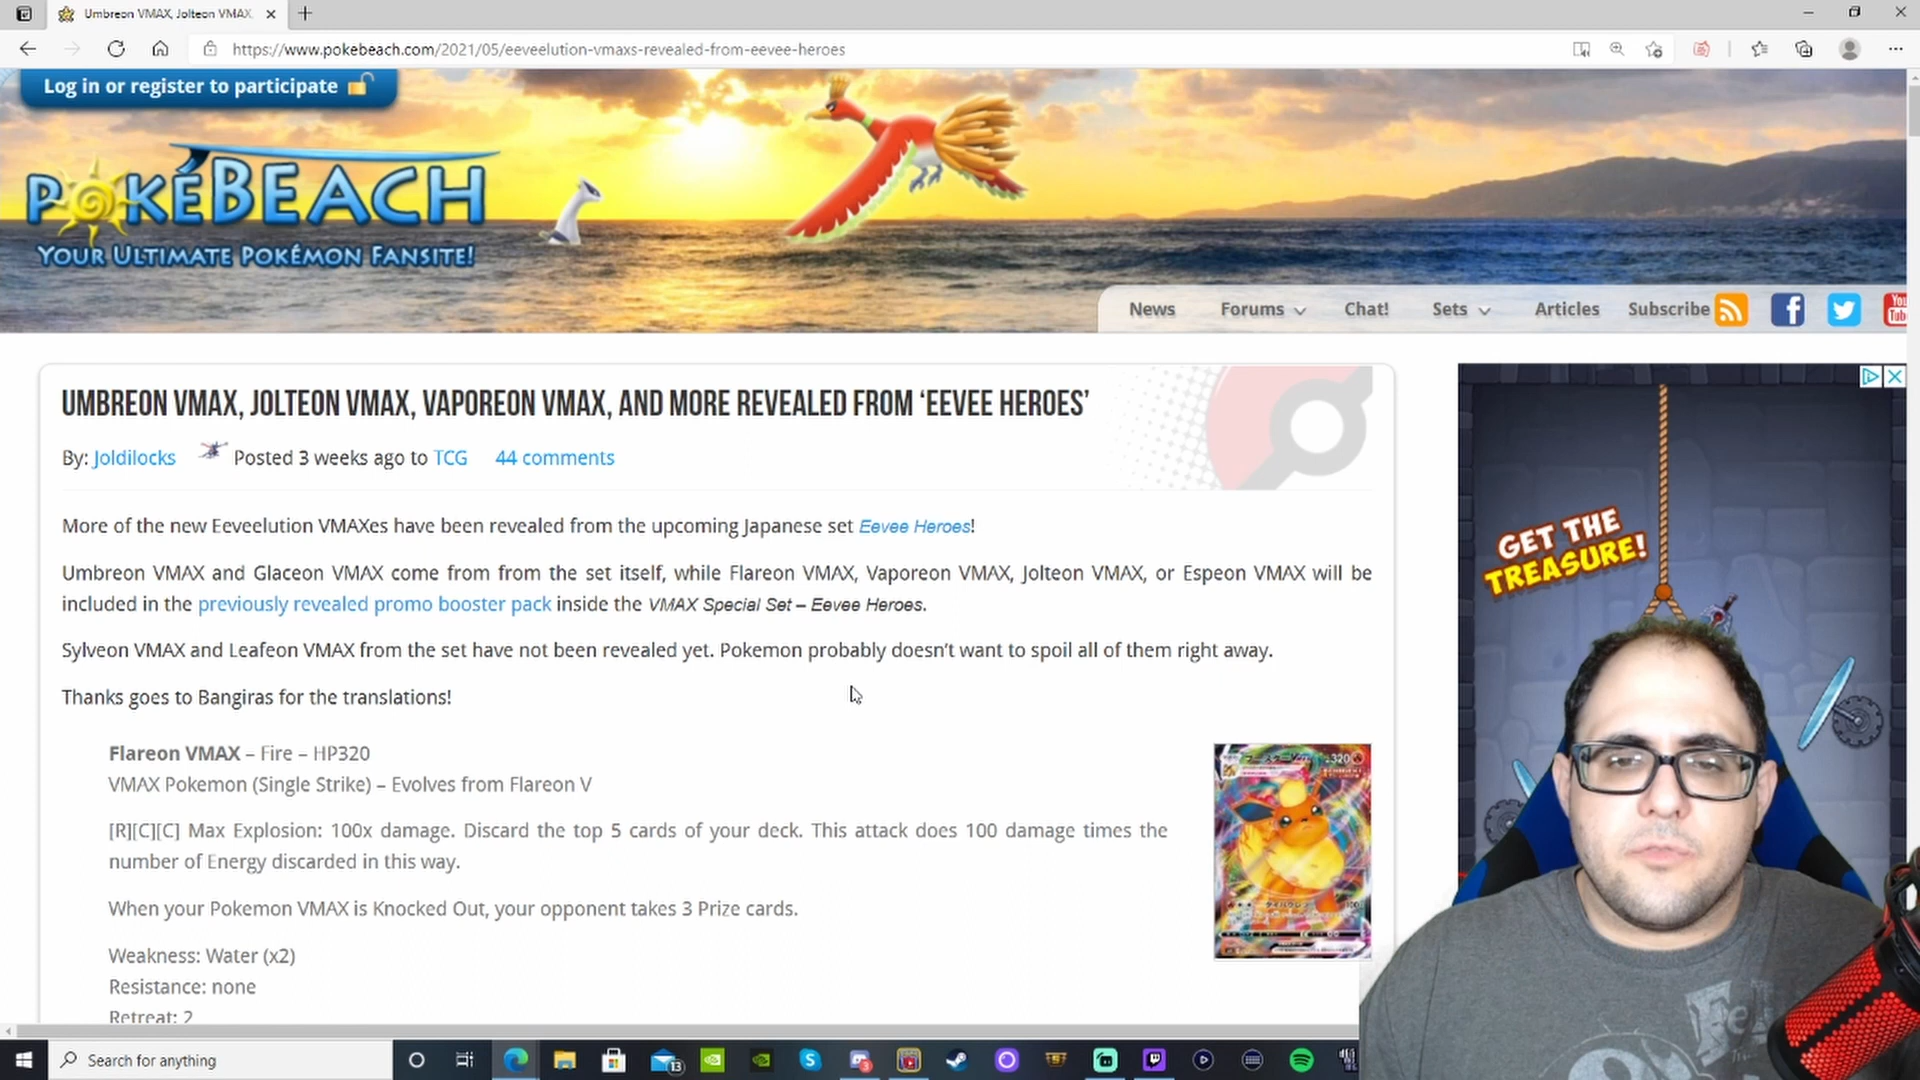 Umbreon VMAX, Jolteon VMAX,
https://www.pokebeach.com/2021/05/eeveelution-vmaxs-revealed-from-eevee-heroes
Log in or register to participate
POKÉBEACH
YOUR ULTIMATE POKÉMON FANSITE!
News Forums Chat! Sets Articles Subscribe You
Tub
UMBREON VMAX, JOLTEON VMAX, VAPOREON VMAX, AND MORE REVEALED FROM ‘EEVEE HEROES’
By: Joldilocks Posted 3 weeks ago to TCG 44 comments
More of the new Eeveelution VMAXes have been revealed from the upcoming Japanese set Eevee Heroes!
Umbreon VMAX and Glaceon VMAX come from from the set itself, while Flareon VMAX, Vaporeon VMAX, Jolteon VMAX, or Espeon VMAX will be
included in the previously revealed promo booster pack inside the VMAX Special Set – Eevee Heroes.
Sylveon VMAX and Leafeon VMAX from the set have not been revealed yet. Pokemon probably doesn’t want to spoil all of them right away.
Thanks goes to Bangiras for the translations!
Flareon VMAX – Fire – HP320
VMAX Pokemon (Single Strike) – Evolves from Flareon V
[R][C][C] Max Explosion: 100x damage. Discard the top 5 cards of your deck. This attack does 100 damage times the
number of Energy discarded in this way.
When your Pokemon VMAX is Knocked Out, your opponent takes 3 Prize cards.
Weakness: Water (x2)
Resistance: none
Retreat: 2
320
100
GET THE
TREASURE!
Search for anything
13
3